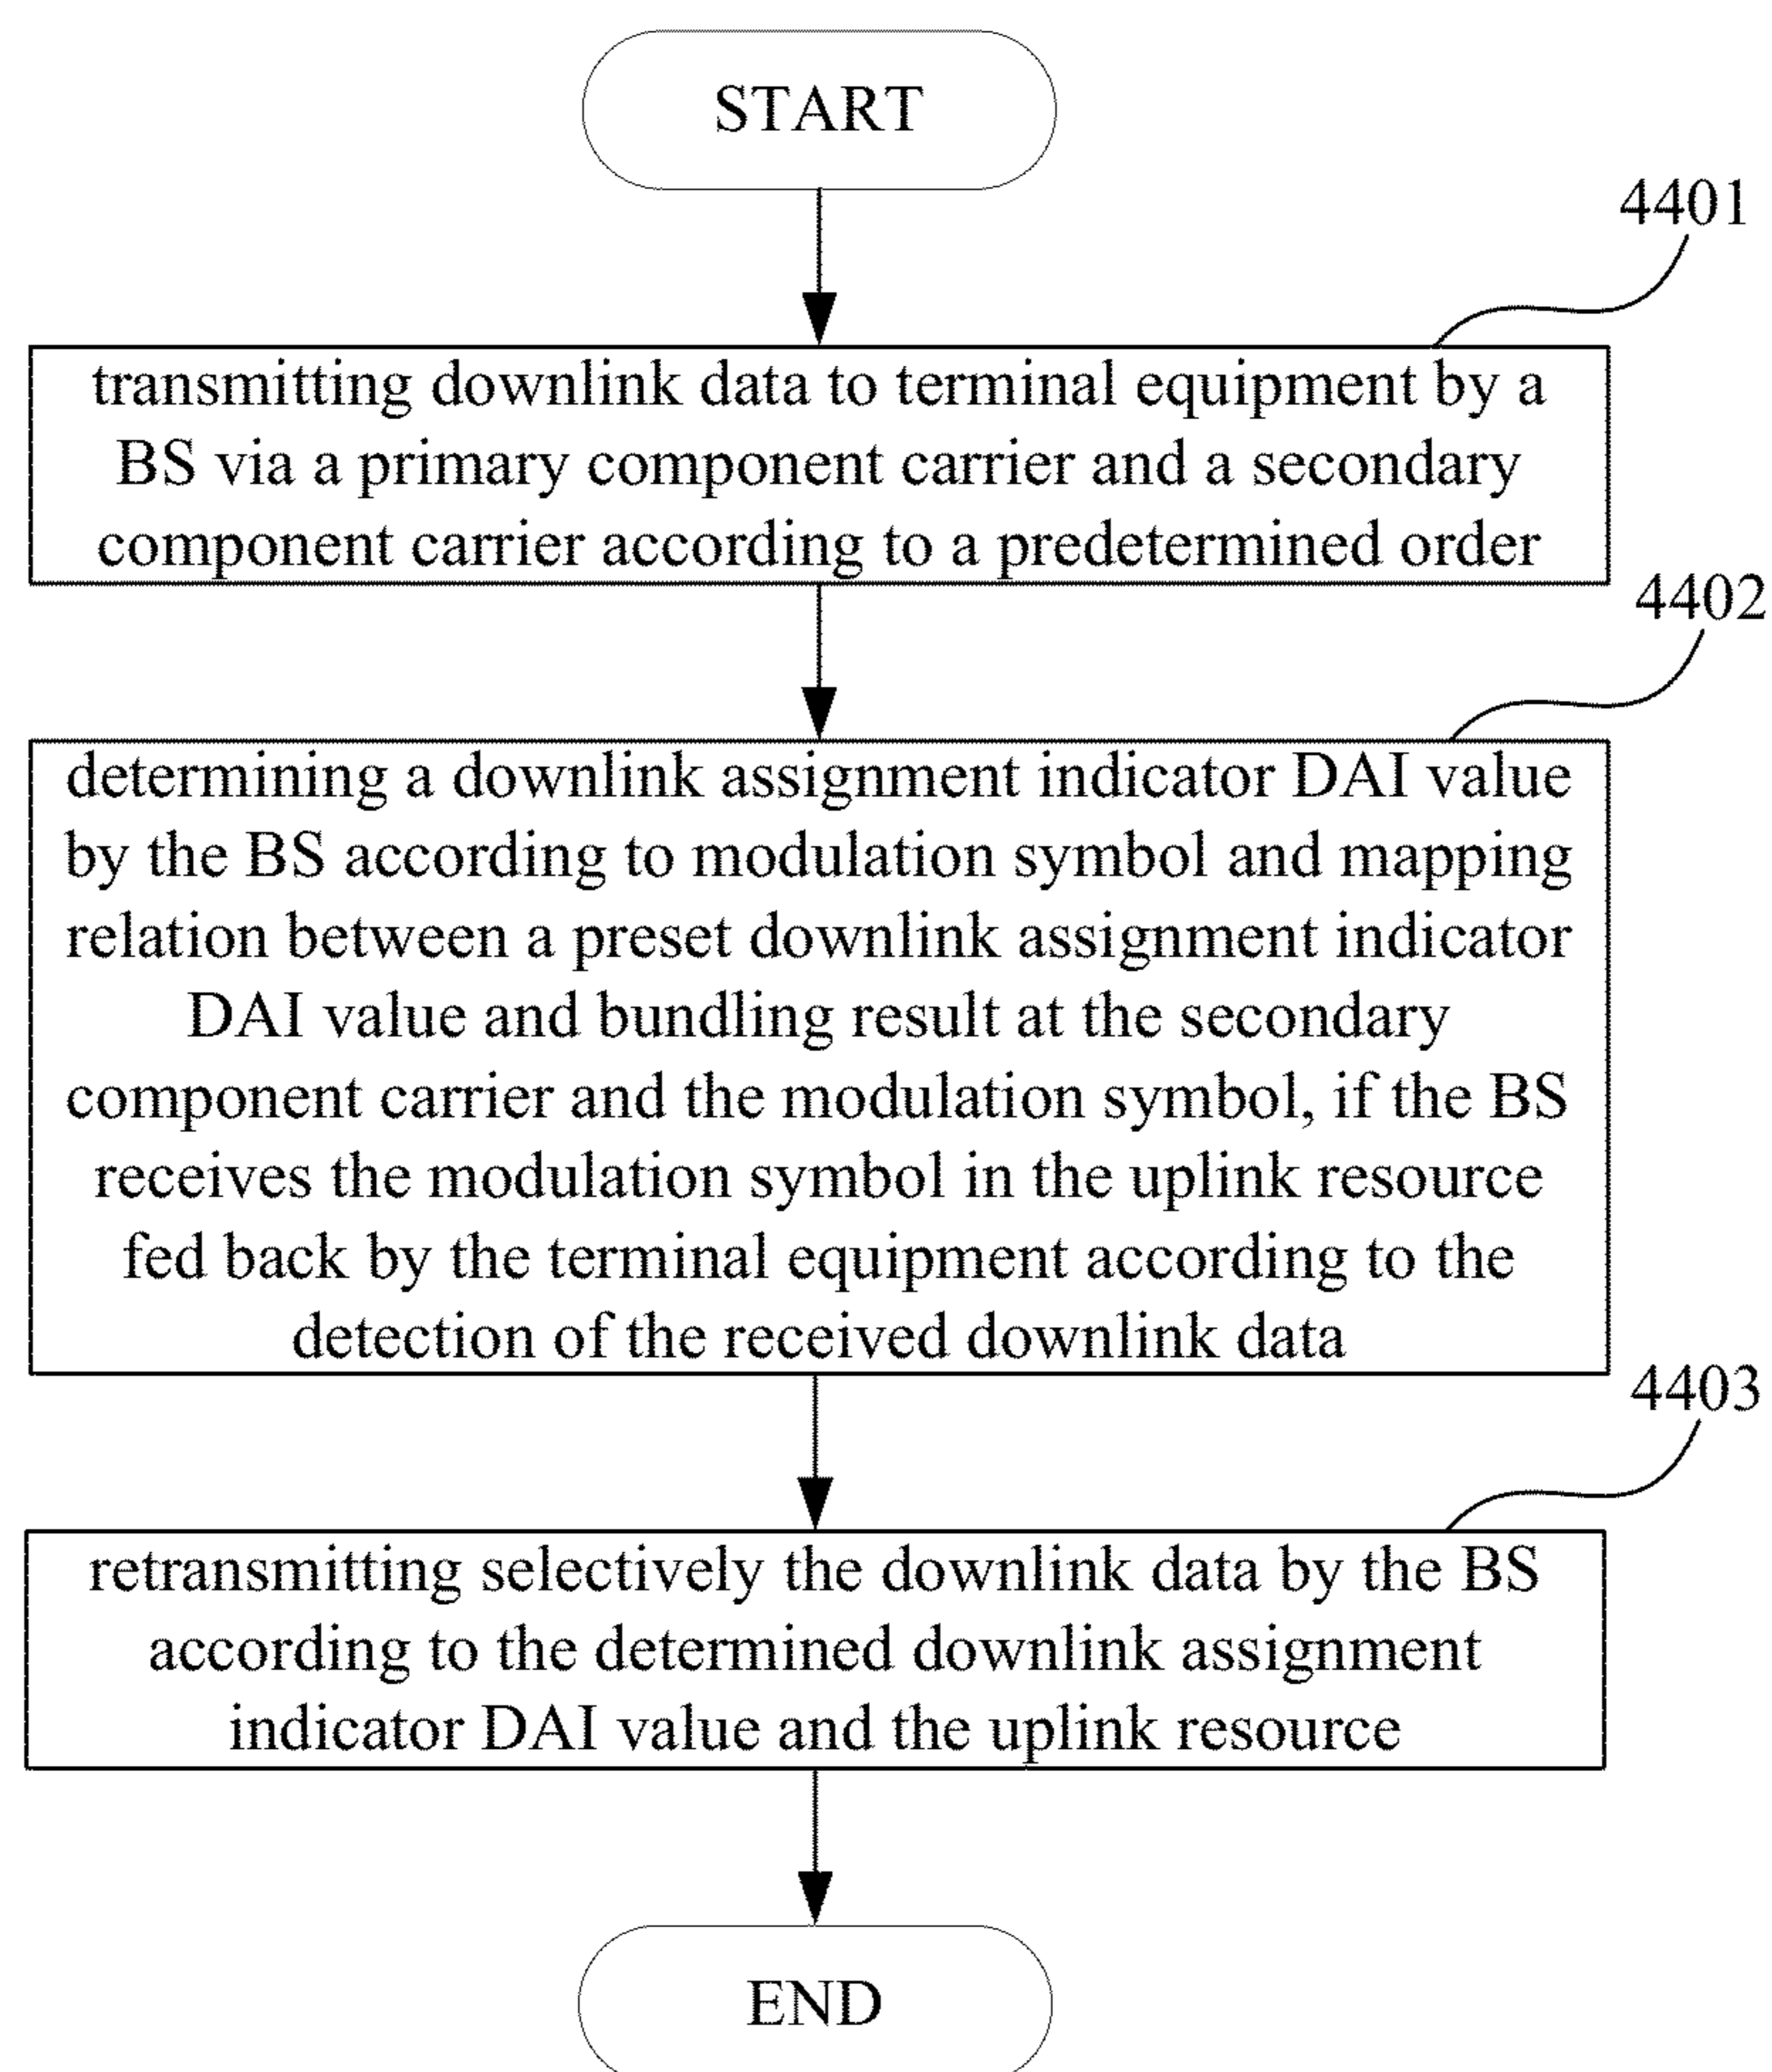 START
4401
transmitting downlink data to terminal equipment by a
BS via a primary component carrier and a secondary
component carrier according to a predetermined order
4402
determining a downlink assignment indicator DAI value
by the BS according to modulation symbol and mapping
relation between a preset downlink assignment indicator
DAI value and bundling result at the secondary
component carrier and the modulation symbol, if the BS
receives the modulation symbol in the uplink resource
fed back by the terminal equipment according to the
detection of the received downlink data
4403
retransmitting selectively the downlink data by the BS
according to the determined downlink assignment
indicator DAI value and the uplink resource
END